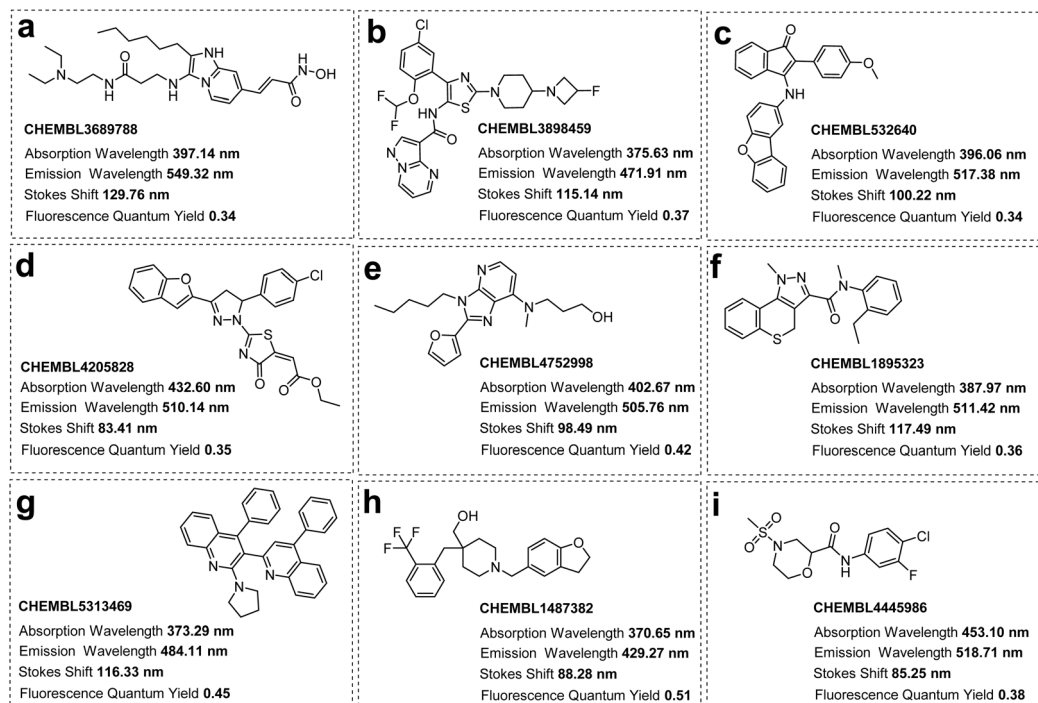 a
CHEMBL3689788
Absorption Wavelength 397.14 nm
Emission Wavelength 549.32 nm
Stokes Shift 129.76 nm
Fluorescence Quantum Yield 0.34
b
CHEMBL3898459
Absorption Wavelength 375.63 nm
Emission Wavelength 471.91 nm
Stokes Shift 115.14 nm
Fluorescence Quantum Yield 0.37
c
CHEMBL532640
Absorption Wavelength 396.06 nm
Emission Wavelength 517.38 nm
Stokes Shift 100.22 nm
Fluorescence Quantum Yield 0.34
d
CHEMBL4205828
Absorption Wavelength 432.60 nm
Emission Wavelength 510.14 nm
Stokes Shift 83.41 nm
Fluorescence Quantum Yield 0.35
e
CHEMBL4752998
Absorption Wavelength 402.67 nm
Emission Wavelength 505.76 nm
Stokes Shift 98.49 nm
Fluorescence Quantum Yield 0.42
f
CHEMBL1895323
Absorption Wavelength 387.97 nm
Emission Wavelength 511.42 nm
Stokes Shift 117.49 nm
Fluorescence Quantum Yield 0.36
g
CHEMBL5313469
Absorption Wavelength 373.29 nm
Emission Wavelength 484.11 nm
Stokes Shift 116.33 nm
Fluorescence Quantum Yield 0.45
h
CHEMBL1487382
Absorption Wavelength 370.65 nm
Emission Wavelength 429.27 nm
Stokes Shift 88.28 nm
Fluorescence Quantum Yield 0.51
i
CHEMBL4445986
Absorption Wavelength 453.10 nm
Emission Wavelength 518.71 nm
Stokes Shift 85.25 nm
Fluorescence Quantum Yield 0.38